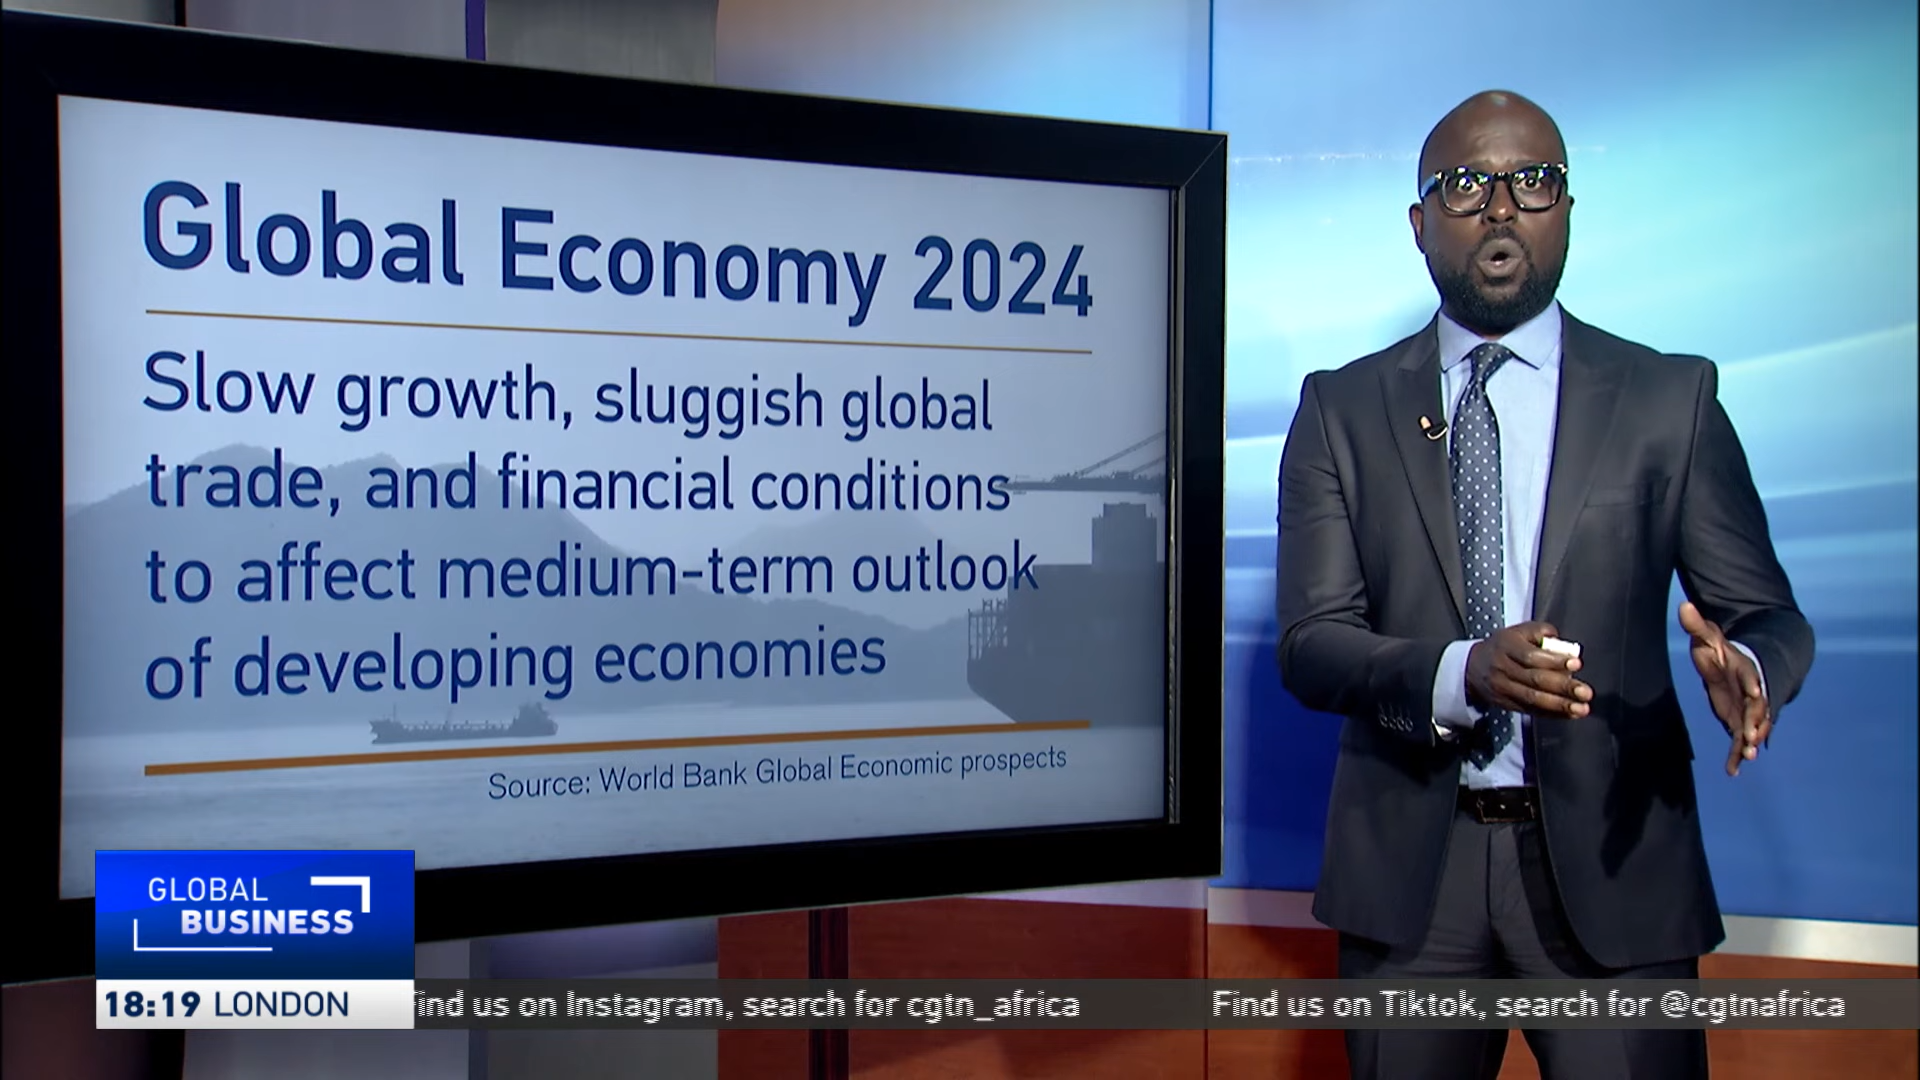 Global Economy 2024
Slow growth, sluggish global
trade, and financial conditions
to affect medium-term outlook
of developing economies
Source: World Bank Global Economic prospects
GLOBAL
BUSINESS
18:19 LONDON
Find us on Instagram, search for cgtn_africa
Find us on Tiktok, search for @cgtnafrica